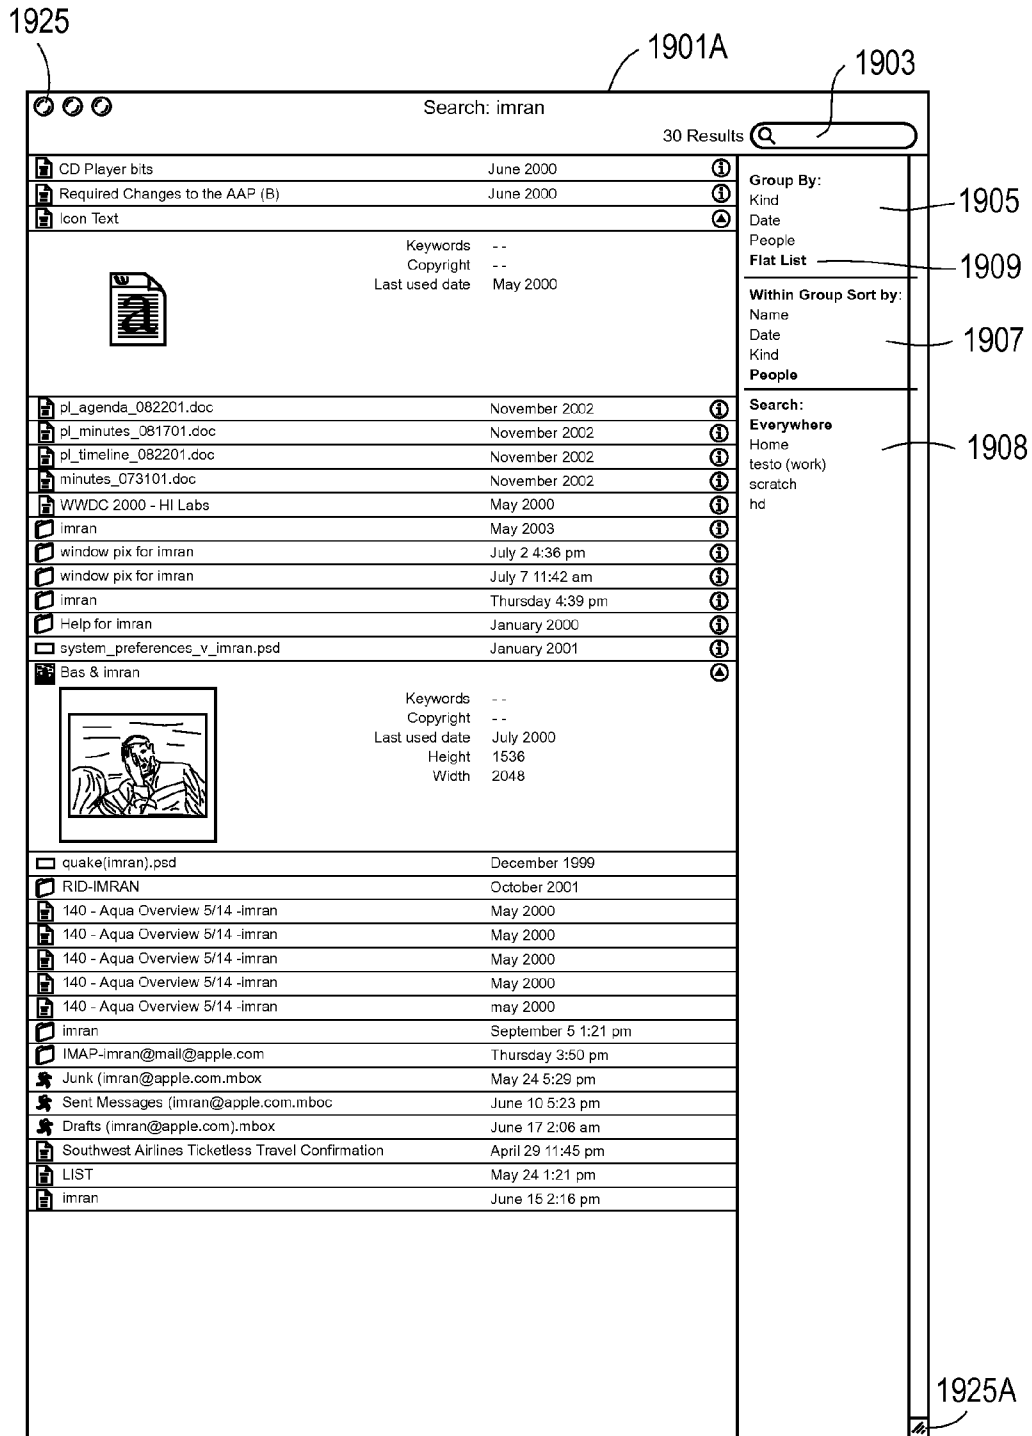 1925
1901A
1903
Search: imran
30 Results
CD Player bits June 2000
Required Changes to the AAP (B) June 2000
Icon Text
Keywords - -
Copyright - -
Last used date May 2000
W
a
pl_agenda_082201.doc November 2002
pl_minutes_081701.doc November 2002
pl_timeline_082201.doc November 2002
minutes_073101.doc November 2002
WWDC 2000 - HI Labs May 2000
imran May 2003
window pix for imran July 2 4:36 pm
window pix for imran July 7 11:42 am
imran Thursday 4:39 pm
Help for imran January 2000
system_preferences_v_imran.psd January 2001
Bas & imran
Keywords - -
Copyright - -
Last used date July 2000
Height 1536
Width 2048
quake(imran).psd December 1999
RID-IMRAN October 2001
140 - Aqua Overview 5/14 -imran May 2000
140 - Aqua Overview 5/14 -imran May 2000
140 - Aqua Overview 5/14 -imran May 2000
140 - Aqua Overview 5/14 -imran May 2000
140 - Aqua Overview 5/14 -imran may 2000
imran September 5 1:21 pm
IMAP-imran@mail@apple.com Thursday 3:50 pm
Junk (imran@apple.com.mbox May 24 5:29 pm
Sent Messages (imran@apple.com.mboc June 10 5:23 pm
Drafts (imran@apple.com).mbox June 17 2:06 am
Southwest Airlines Ticketless Travel Confirmation April 29 11:45 pm
LIST May 24 1:21 pm
imran June 15 2:16 pm
Group By:
Kind
Date
People
Flat List
Within Group Sort by:
Name
Date
Kind
People
Search:
Everywhere
Home
testo (work)
scratch
hd
1905
1909
1907
1908
1925A